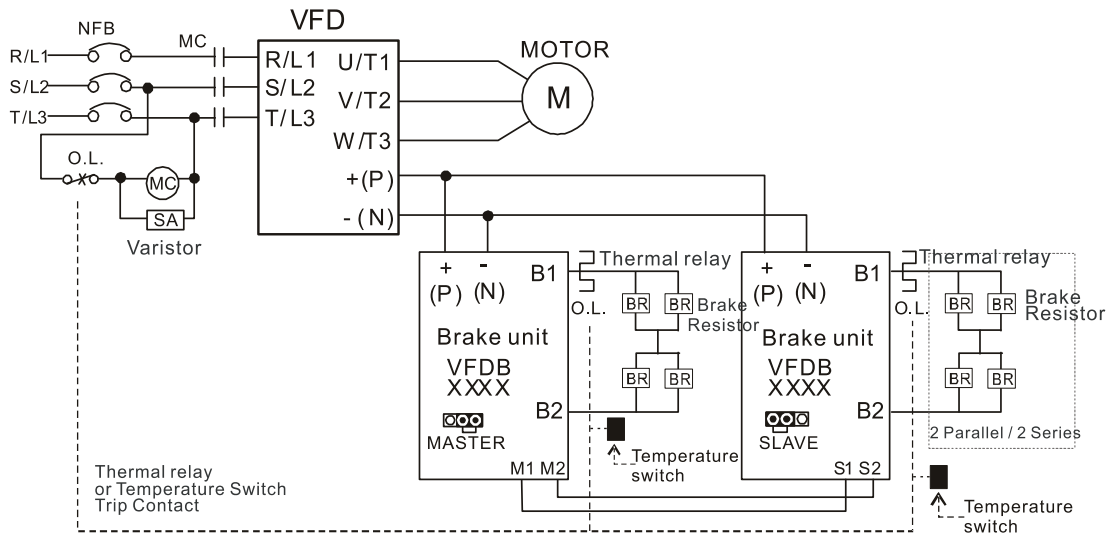 VFD
NFB
MC
MOTOR
R/L1
R/L1
U/T1
S/L2
S/L2
V/T2
M
T/L3
T/L3
W/T3
O.L.
MC
+(P)
SA
-(N)
Varistor
+ -
(P) (N)
B1
Thermal relay
O.L.
BR BR
Brake
Resistor
Brake unit
VFDB
XXXX
BR BR
B2
MASTER
M1 M2
Temperature
switch
+ -
(P) (N)
B1
Thermal relay
O.L.
BR BR
Brake
Resistor
Brake unit
VFDB
XXXX
BR BR
B2
SLAVE
2 Parallel / 2 Series
S1 S2
Temperature
switch
Thermal relay
or Temperature Switch
Trip Contact